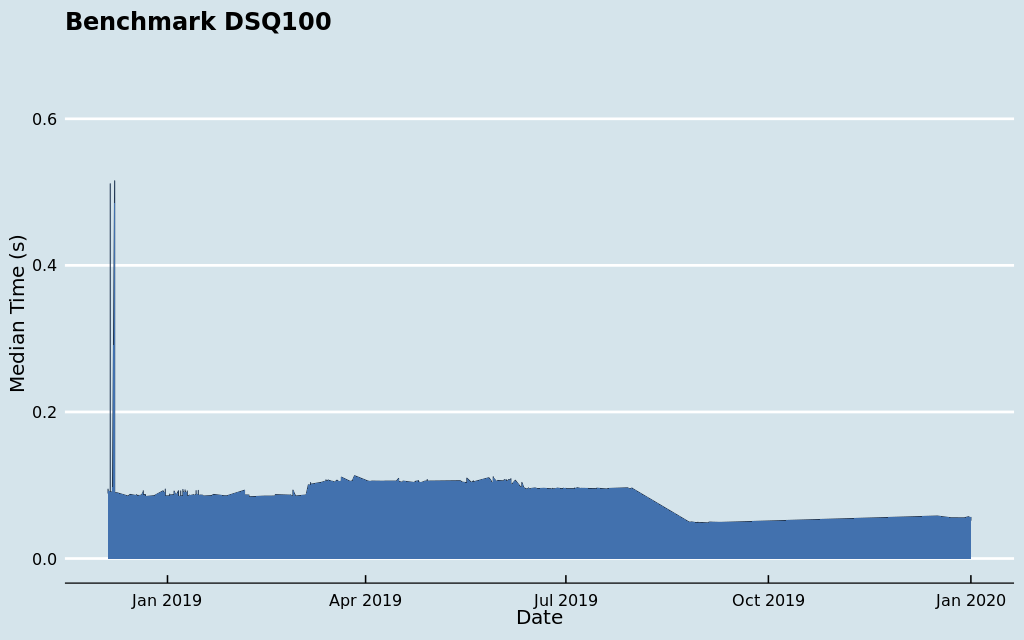 Benchmark DSQ100
Median Time (s)
0.6
0.4
0.2
0.0
Jan 2019
Apr 2019
Jul 2019
Oct 2019
Jan 2020
Date